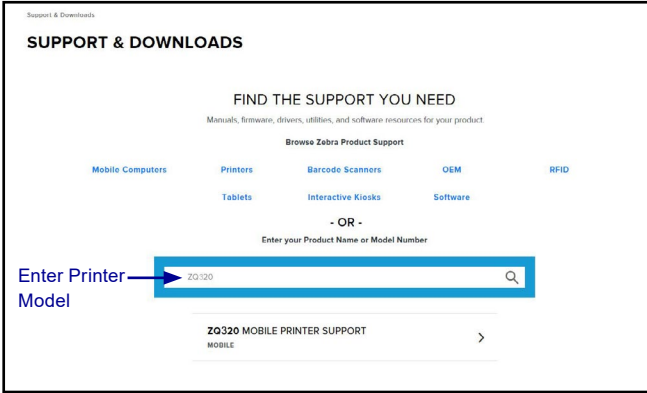 Support & Downloads
SUPPORT & DOWNLOADS
FIND THE SUPPORT YOU NEED
Manuals, firmware, drivers, utilities, and software resources for your product.
Browse Zebra Product Support
Mobile Computers Printers Barcode Scanners OEM RFID
Tablets Interactive Kiosks Software
- OR -
Enter your Product Name or Model Number
Enter Printer
Model
ZQ320
ZQ320 MOBILE PRINTER SUPPORT
MOBILE